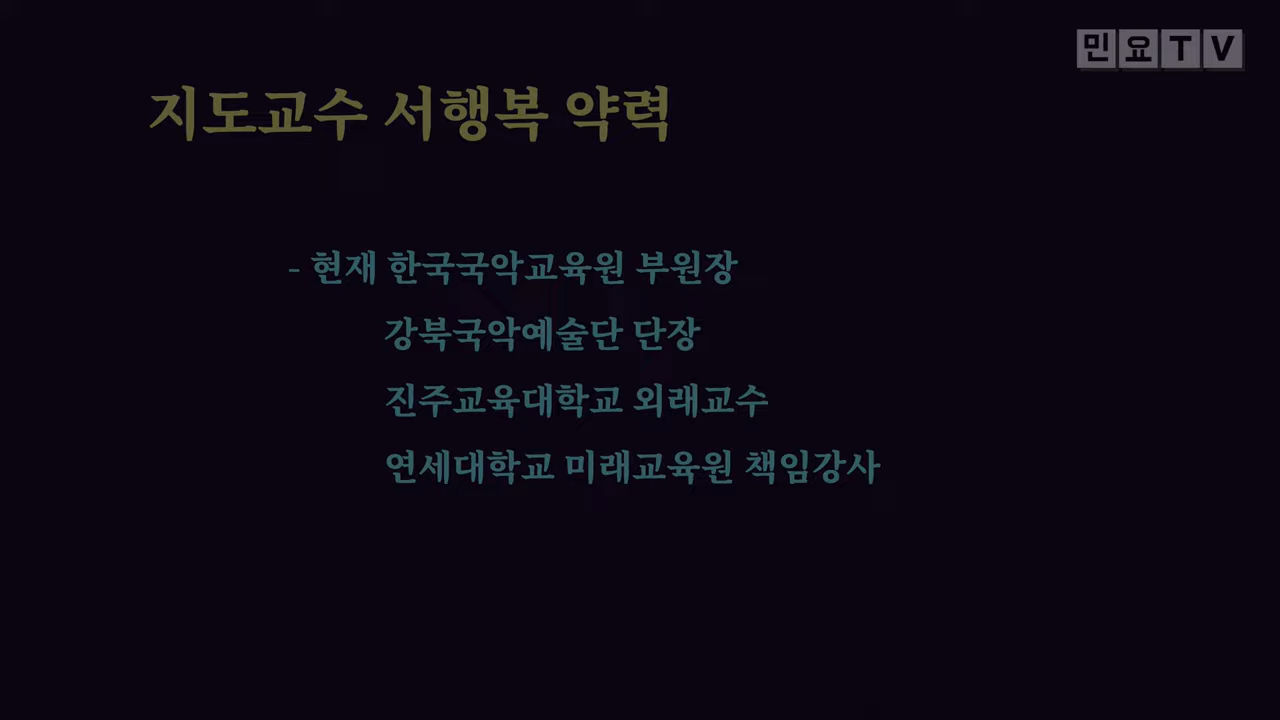 민요TV
지도교수 서행복 약력
- 현재 한국국악교육원 부원장
강북국악예술단 단장
진주교육대학교 외래교수
연세대학교 미래교육원 책임강사